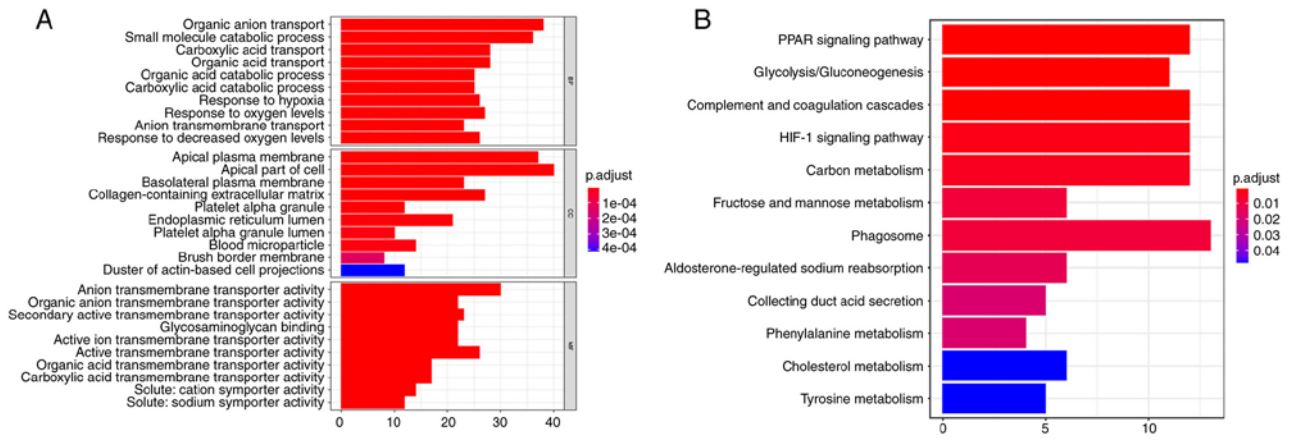 A
Organic anion transport
Small molecule catabolic process
Carboxylic acid transport
Organic acid transport
Organic acid catabolic process
Carboxylic acid catabolic process
Response to hypoxia
Response to oxygen levels
Anion transmembrane transport
Response to decreased oxygen levels
BP
Apical plasma membrane
Apical part of cell
Basolateral plasma membrane
Collagen-containing extracellular matrix
Platelet alpha granule
Endoplasmic reticulum lumen
Platelet alpha granule lumen
Blood microparticle
Brush border membrane
Duster of actin-based cell projections
CC
Anion transmembrane transporter activity
Organic anion transmembrane transporter activity
Secondary active transmembrane transporter activity
Glycosaminoglycan binding
Active ion transmembrane transporter activity
Active transmembrane transporter activity
Organic acid transmembrane transporter activity
Carboxylic acid transmembrane transporter activity
Solute: cation symporter activity
Solute: sodium symporter activity
MF
0 10 20 30 40
p.adjust
1e-04
2e-04
3e-04
4e-04
B
PPAR signaling pathway
Glycolysis/Gluconeogenesis
Complement and coagulation cascades
HIF-1 signaling pathway
Carbon metabolism
Fructose and mannose metabolism
Phagosome
Aldosterone-regulated sodium reabsorption
Collecting duct acid secretion
Phenylalanine metabolism
Cholesterol metabolism
Tyrosine metabolism
0 5 10
p.adjust
0.01
0.02
0.03
0.04